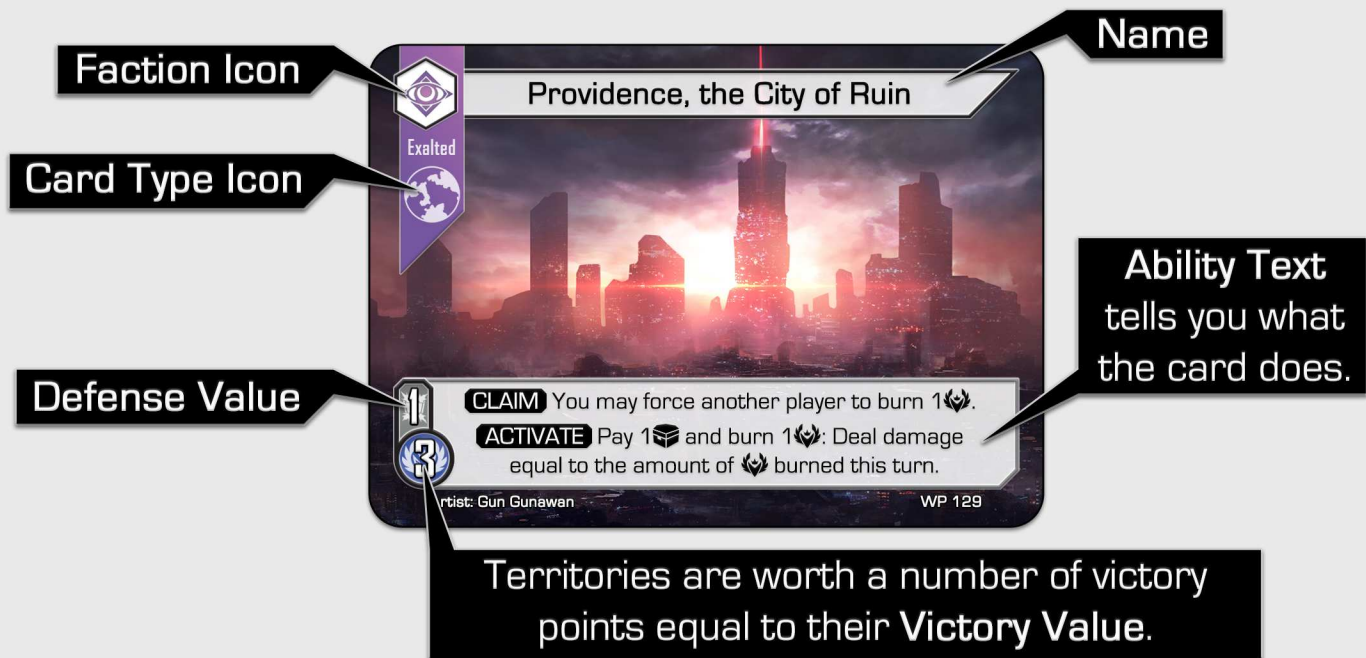 Name
Faction Icon
Providence, the City of Ruin
Exalted
Card Type Icon
Ability Text
tells you what
the card does.
Defense Value
1
CLAIM You may force another player to burn 1.
ACTIVATE Pay 1 and burn 1: Deal damage
equal to the amount of burned this turn.
3
rtist: Gun Gunawan
WP 129
Territories are worth a number of victory
points equal to their Victory Value.